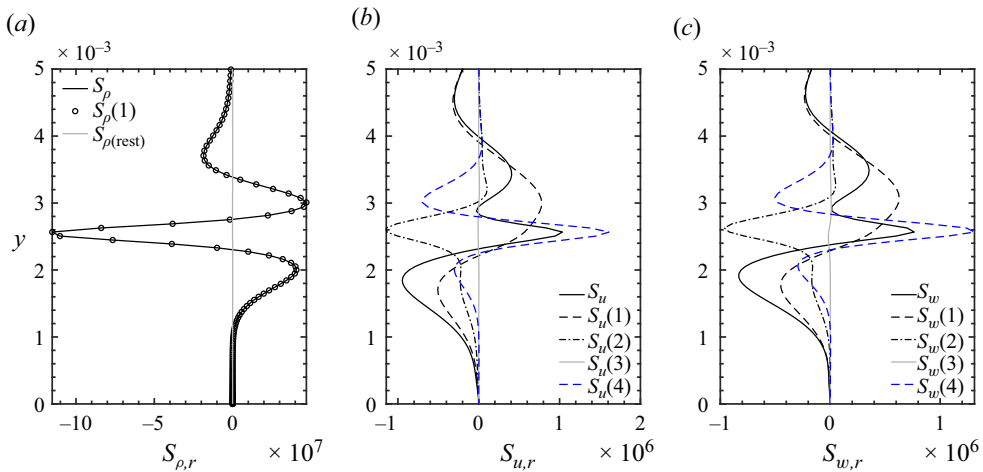 (a)
× 10⁻³
5
4
3
2
1
0
y
S_ρ
S_ρ(1)
S_ρ(rest)
−10
−5
0
× 10⁷
S_ρ,r
(b)
× 10⁻³
5
4
3
2
1
0
S_u
S_u(1)
S_u(2)
S_u(3)
S_u(4)
−1
0
1
2
× 10⁶
S_u,r
(c)
× 10⁻³
5
4
3
2
1
0
S_w
S_w(1)
S_w(2)
S_w(3)
S_w(4)
−1
0
1
× 10⁶
S_w,r